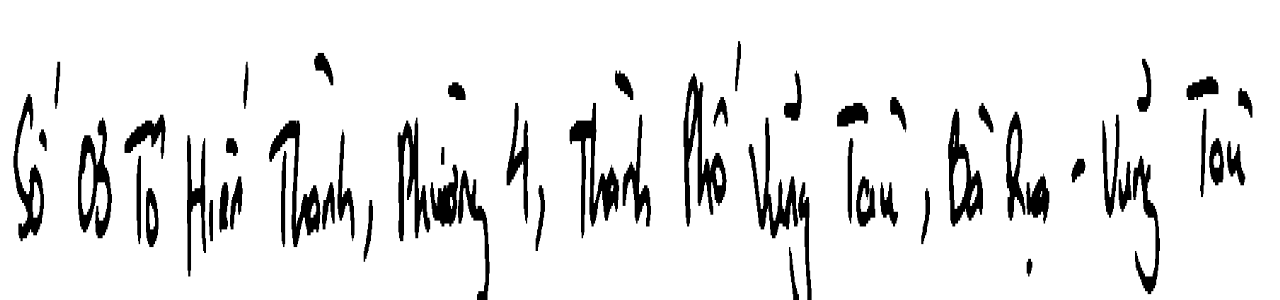 Số 03 Tô Hiến Thành, Phường 4, Thành Phố Vũng Tàu, Bà Rịa - Vũng Tàu